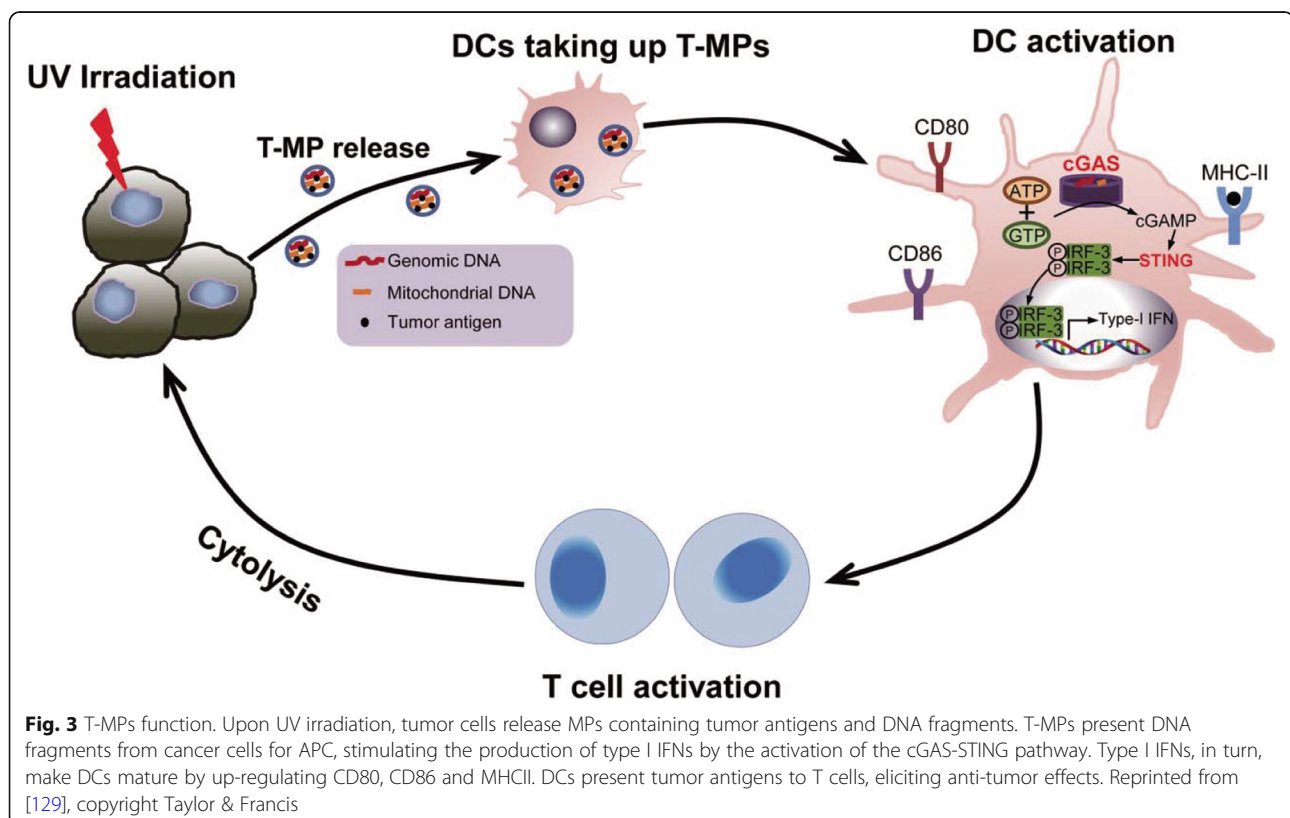 UV Irradiation
DCs taking up T-MPs
DC activation
T-MP release
Genomic DNA
Mitochondrial DNA
Tumor antigen
CD80
cGAS
MHC-II
ATP
+
GTP
cGAMP
CD86
P IRF-3
P IRF-3
STING
P IRF-3
P IRF-3
Type-I IFN
Cytolysis
T cell activation
Fig. 3 T-MPs function. Upon UV irradiation, tumor cells release MPs containing tumor antigens and DNA fragments. T-MPs present DNA
fragments from cancer cells for APC, stimulating the production of type I IFNs by the activation of the cGAS-STING pathway. Type I IFNs, in turn,
make DCs mature by up-regulating CD80, CD86 and MHCII. DCs present tumor antigens to T cells, eliciting anti-tumor effects. Reprinted from
[129], copyright Taylor & Francis